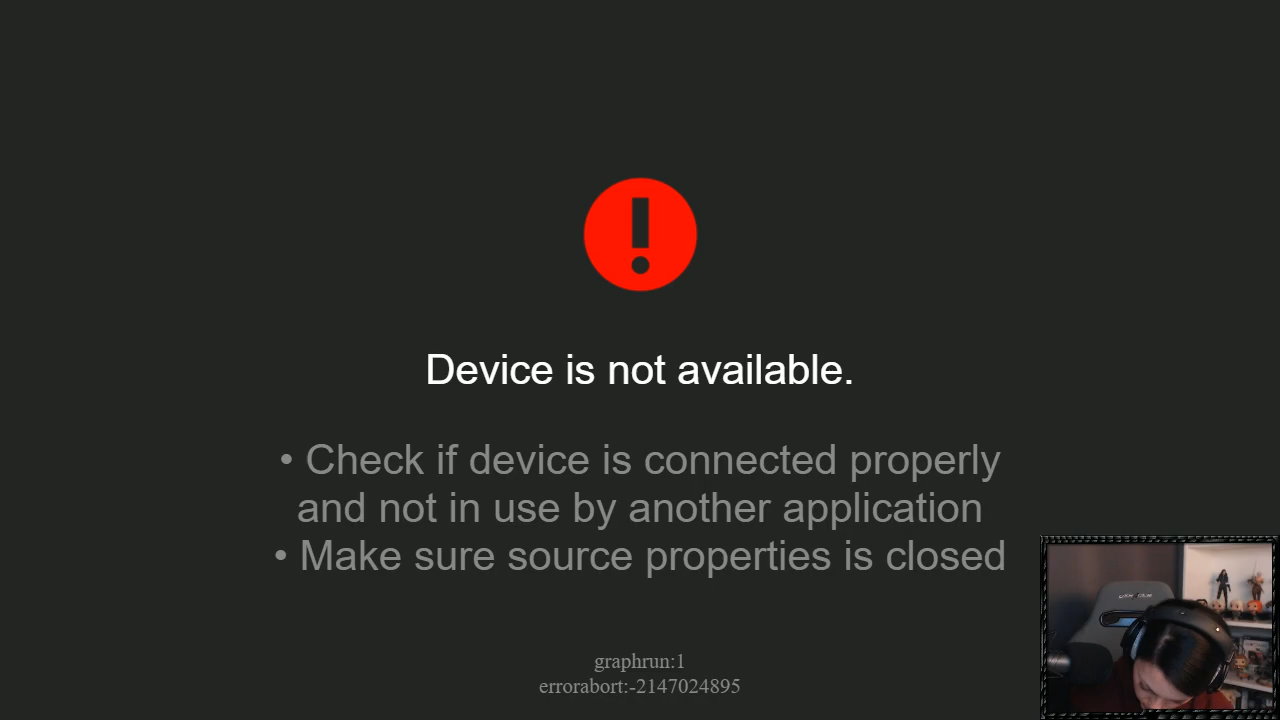 Device is not available.
• Check if device is connected properly
and not in use by another application
• Make sure source properties is closed
graphrun:1
errorabort:-2147024895